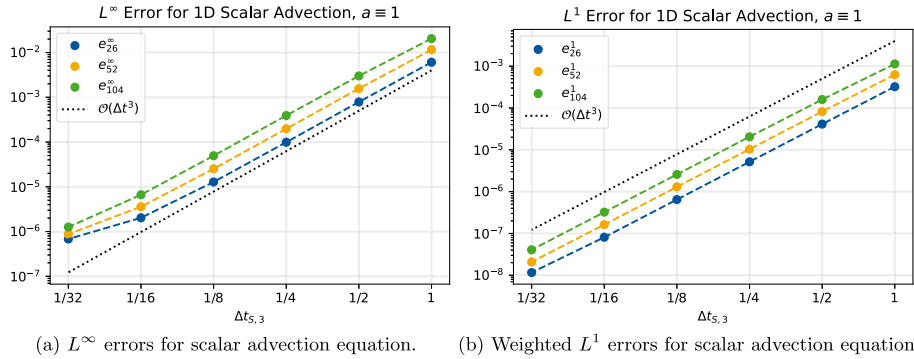 L∞ Error for 1D Scalar Advection, a ≡ 1
10⁻²
10⁻³
10⁻⁴
10⁻⁵
10⁻⁶
10⁻⁷
e∞26
e∞52
e∞104
O(Δt³)
1/32 1/16 1/8 1/4 1/2 1
Δt_{S, 3}
(a) L∞ errors for scalar advection equation.
L¹ Error for 1D Scalar Advection, a ≡ 1
10⁻³
10⁻⁴
10⁻⁵
10⁻⁶
10⁻⁷
10⁻⁸
e¹26
e¹52
e¹104
O(Δt³)
1/32 1/16 1/8 1/4 1/2 1
Δt_{S, 3}
(b) Weighted L¹ errors for scalar advection equation